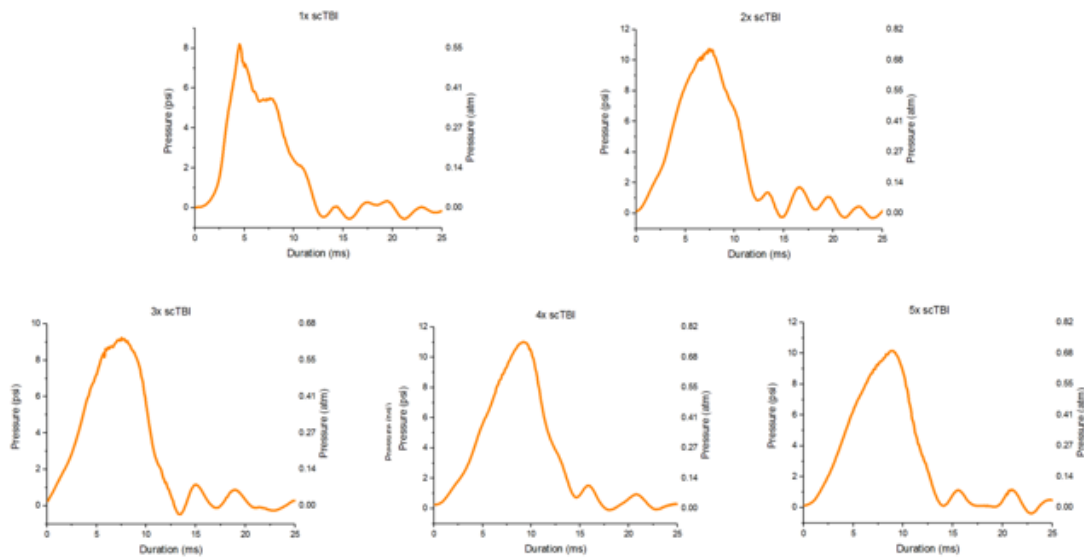 1x scTBI
Pressure (psi)
8
6
4
2
0
0 5 10 15 20 25
Duration (ms)
0.55
0.41
0.27
0.14
0.00
Pressure (atm)
2x scTBI
Pressure (psi)
12
10
8
6
4
2
0
0 5 10 15 20 25
Duration (ms)
0.82
0.68
0.55
0.41
0.27
0.14
0.00
Pressure (atm)
3x scTBI
Pressure (psi)
10
8
6
4
2
0
0 5 10 15 20 25
Duration (ms)
0.68
0.55
0.41
0.27
0.14
0.00
Pressure (atm)
4x scTBI
Pressure (psi)
12
10
8
6
4
2
0
0 5 10 15 20 25
Duration (ms)
0.82
0.68
0.55
0.41
0.27
0.14
0.00
Pressure (atm)
5x scTBI
Pressure (psi)
12
10
8
6
4
2
0
0 5 10 15 20 25
Duration (ms)
0.82
0.68
0.55
0.41
0.27
0.14
0.00
Pressure (atm)